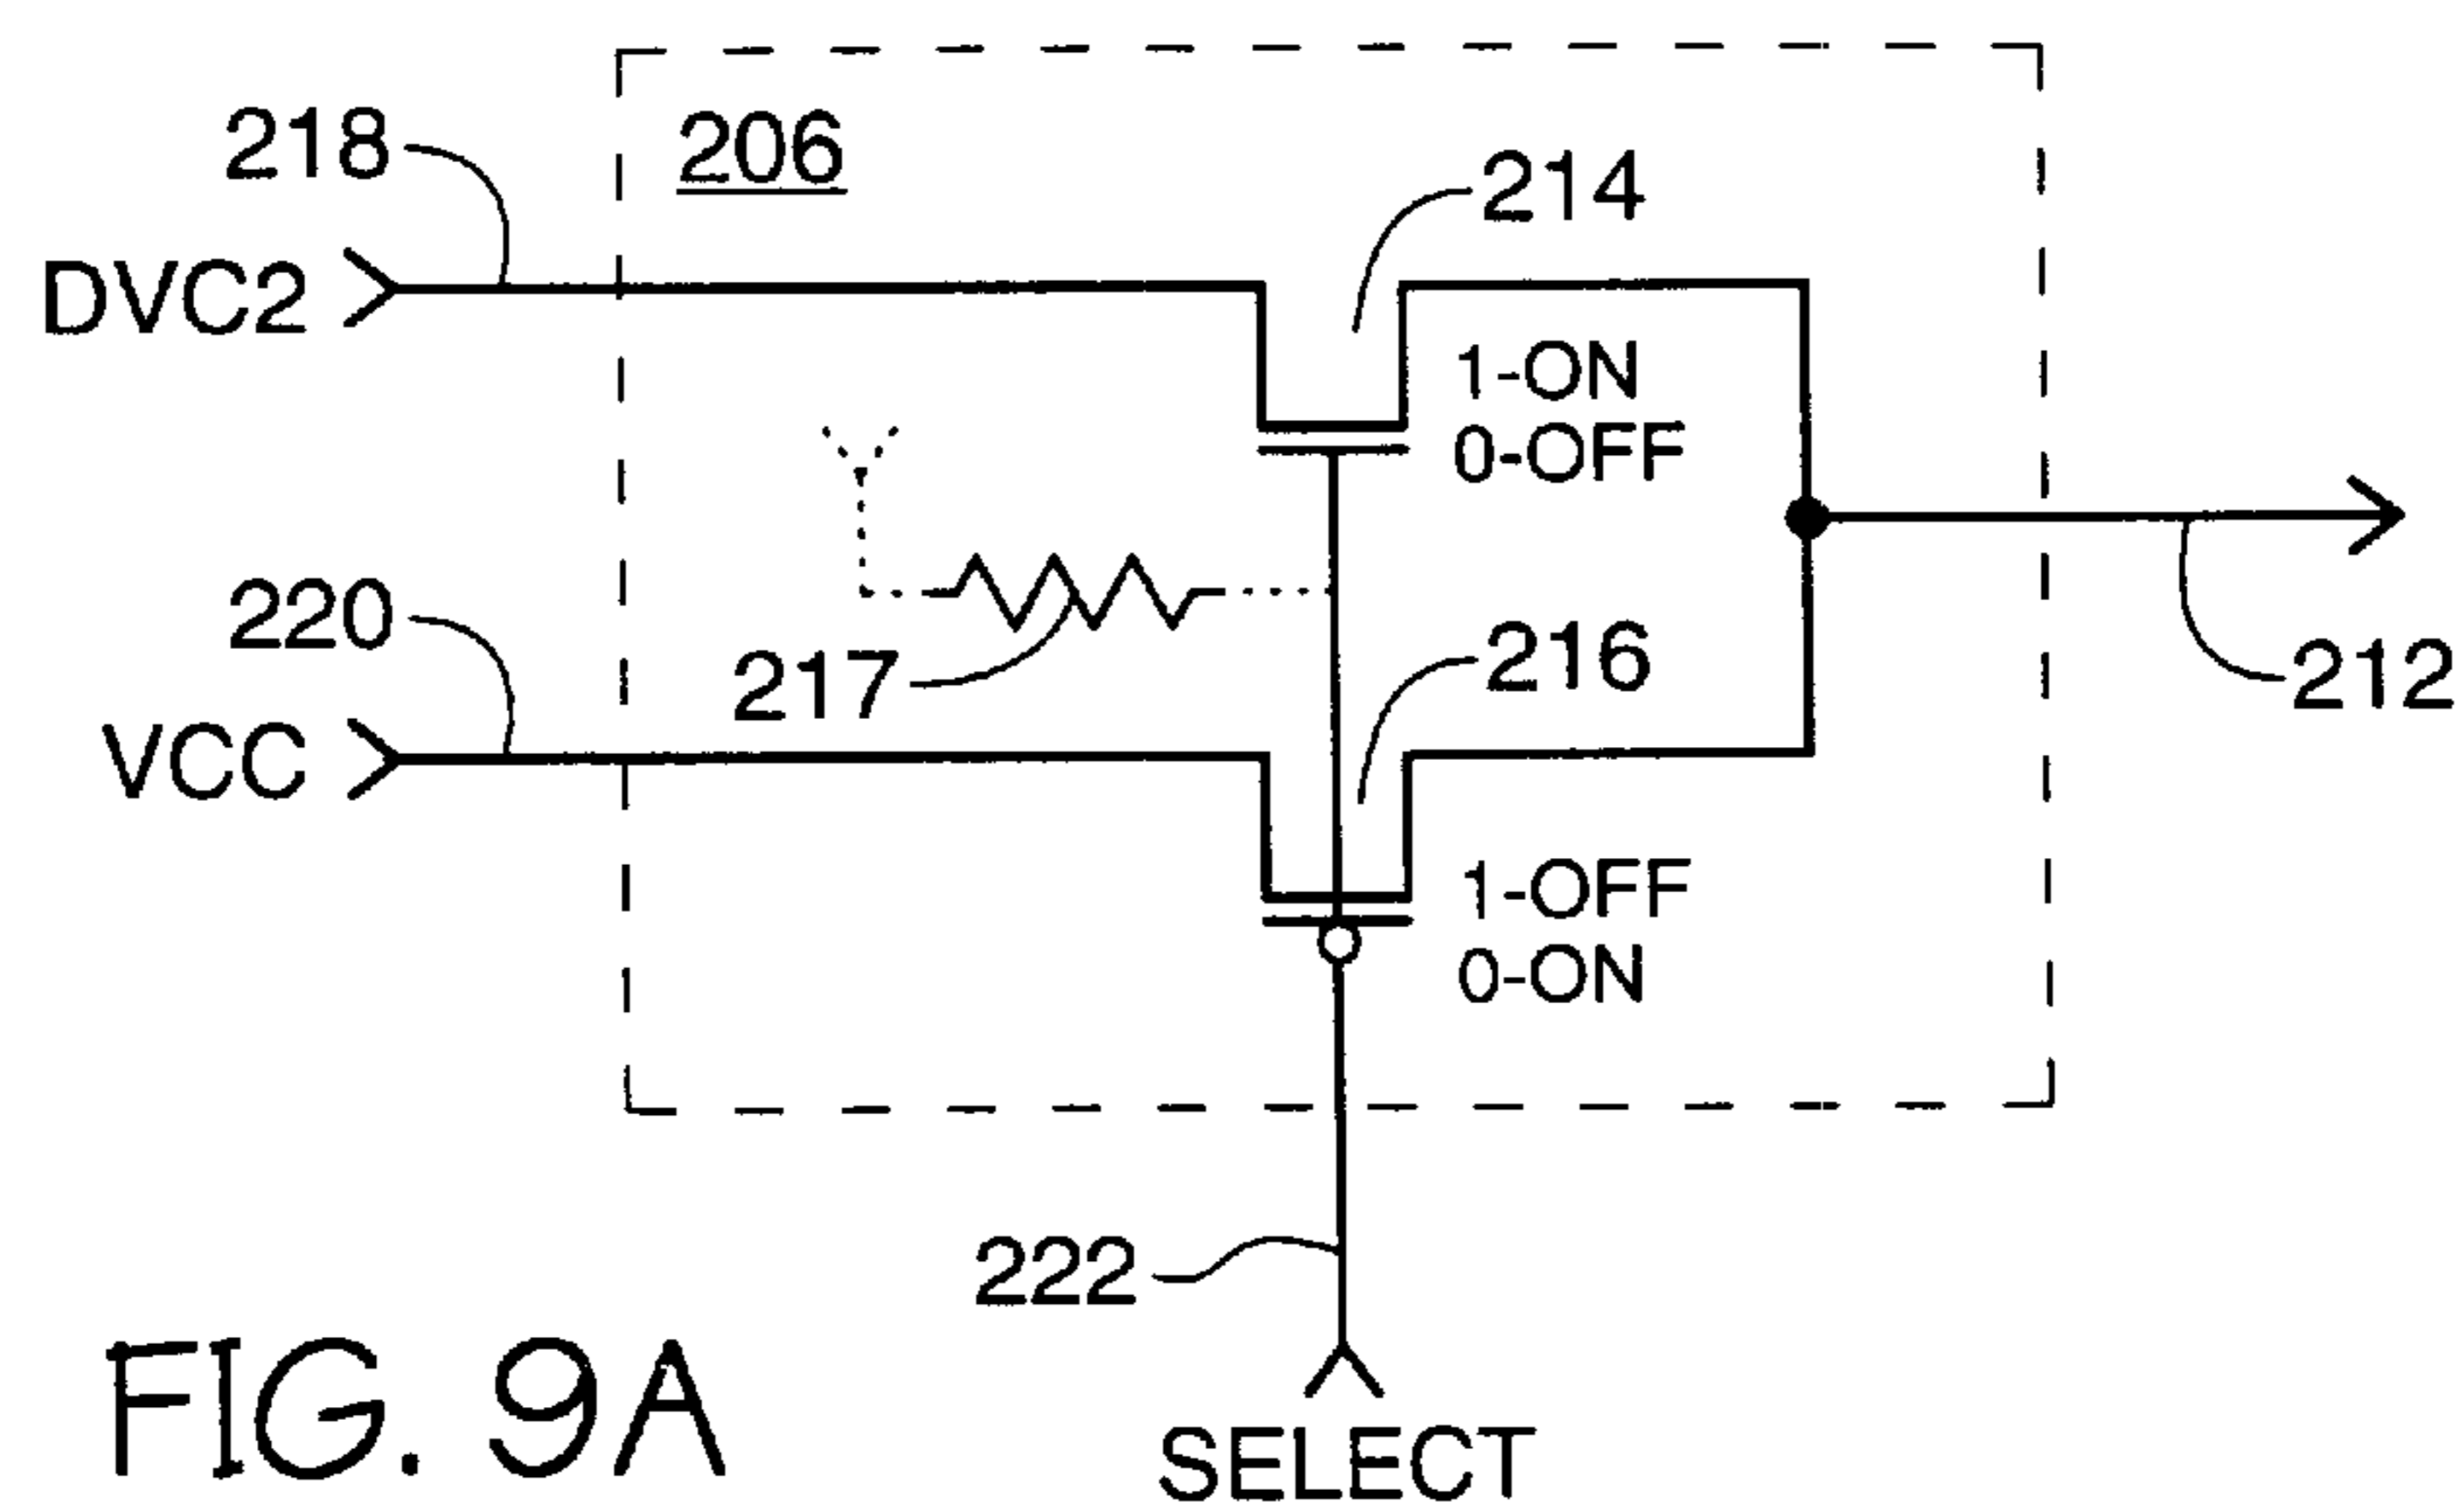 218
206
214
DVC2
1-ON
0-OFF
220
217
216
212
VCC
1-OFF
0-ON
222
FIG. 9A
SELECT